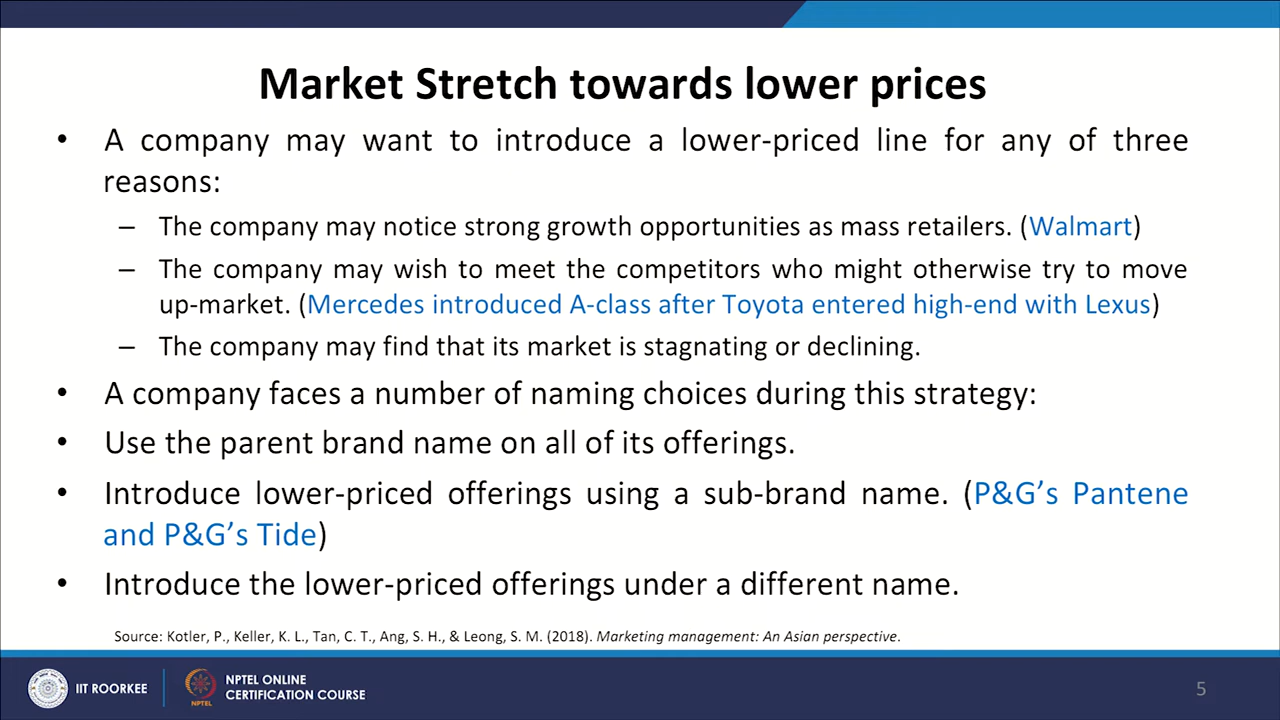 Market Stretch towards lower prices
• A company may want to introduce a lower-priced line for any of three
reasons:
– The company may notice strong growth opportunities as mass retailers. (Walmart)
– The company may wish to meet the competitors who might otherwise try to move
up-market. (Mercedes introduced A-class after Toyota entered high-end with Lexus)
– The company may find that its market is stagnating or declining.
• A company faces a number of naming choices during this strategy:
• Use the parent brand name on all of its offerings.
• Introduce lower-priced offerings using a sub-brand name. (P&G’s Pantene
and P&G’s Tide)
• Introduce the lower-priced offerings under a different name.
Source: Kotler, P., Keller, K. L., Tan, C. T., Ang, S. H., & Leong, S. M. (2018). Marketing management: An Asian perspective.
IIT ROORKEE
NPTEL
NPTEL ONLINE
CERTIFICATION COURSE
5